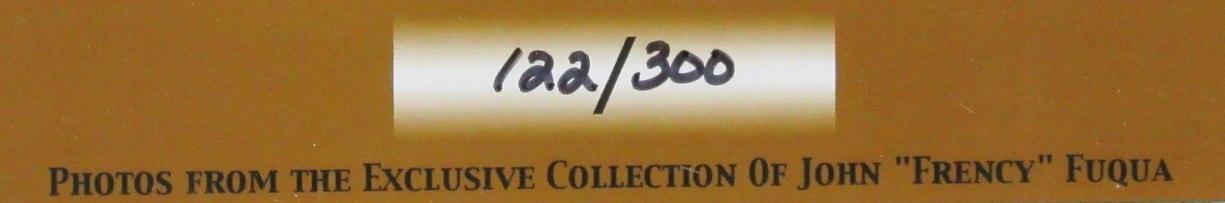 122/300
PHOTOS FROM THE EXCLUSIVE COLLECTION OF JOHN "FRENCY" FUQUA